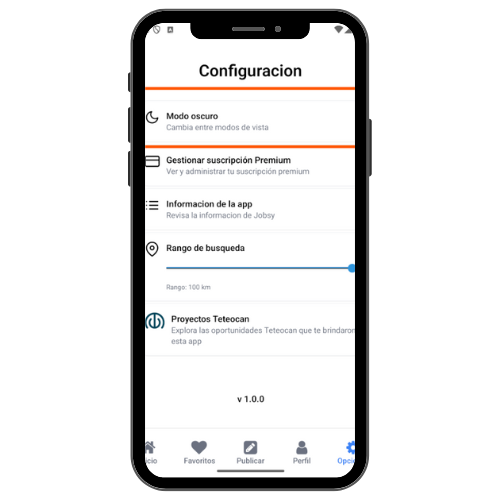 Configuracion
Modo oscuro
Cambia entre modos de vista
Gestionar suscripción Premium
Ver y administrar tu suscripción premium
Informacion de la app
Revisa la informacion de Jobsy
Rango de busqueda
Rango: 100 km
Proyectos Teteocan
Explora las oportunidades Teteocan que te brindaron
esta app
v 1.0.0
icio Favoritos Publicar Perfil Opci